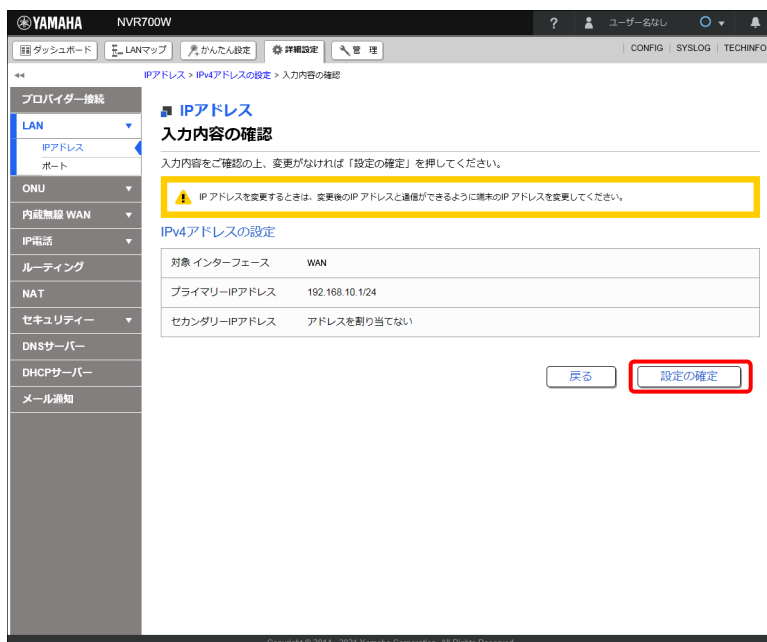 YAMAHA NVR700W ? ユーザー名なし
ダッシュボード LANマップ かんたん設定 詳細設定 管 理 CONFIG SYSLOG TECHINFO
IPアドレス > IPv4アドレスの設定 > 入力内容の確認
プロバイダー接続
LAN
IPアドレス
ポート
ONU
内蔵無線 WAN
IP電話
ルーティング
NAT
セキュリティー
DNSサーバー
DHCPサーバー
メール通知
IPアドレス
入力内容の確認
入力内容をご確認の上、変更がなければ「設定の確定」を押してください。
IP アドレスを変更するときは、変更後のIP アドレスと通信ができるように端末のIP アドレスを変更してください。
IPv4アドレスの設定
対象 インターフェース WAN
プライマリーIPアドレス 192.168.10.1/24
セカンダリーIPアドレス アドレスを割り当てない
戻る 設定の確定
Copyright © 2014 - 2021 Yamaha Corporation. All Rights Reserved.